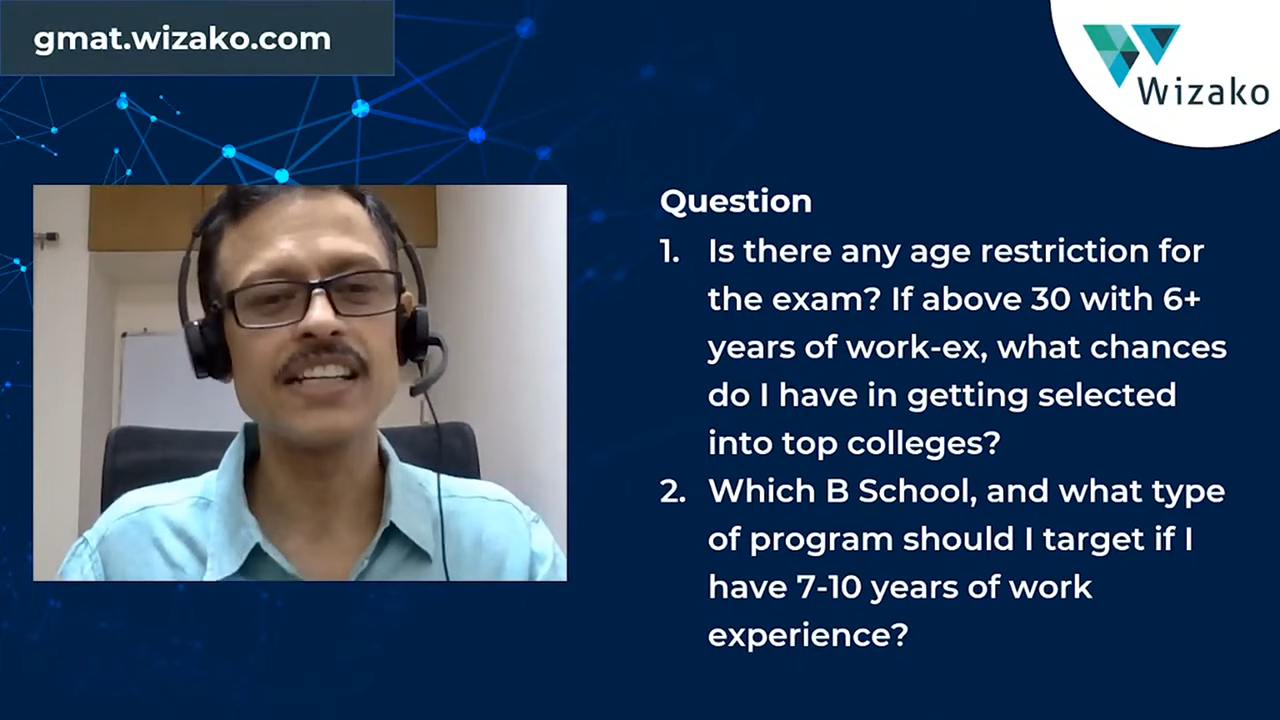 gmat.wizako.com
Wizako
Question
1. Is there any age restriction for
the exam? If above 30 with 6+
years of work-ex, what chances
do I have in getting selected
into top colleges?
2. Which B School, and what type
of program should I target if I
have 7-10 years of work
experience?